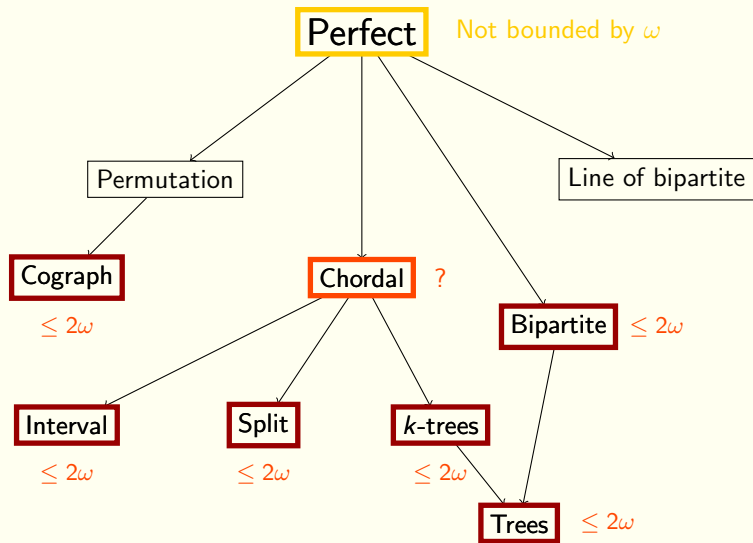 Perfect Not bounded by ω
Permutation
Line of bipartite
Cograph
Chordal ?
≤ 2ω
Bipartite ≤ 2ω
Interval
Split
k-trees
≤ 2ω
≤ 2ω
≤ 2ω
Trees ≤ 2ω